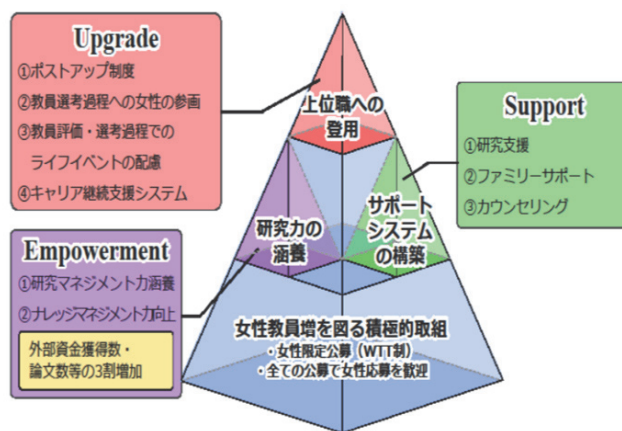 Upgrade
①ポストアップ制度
②教員選考過程への女性の参画
③教員評価・選考過程での
ライフイベントの配慮
④キャリア継続支援システム
上位職への
登用
Support
①研究支援
②ファミリーサポート
③カウンセリング
Empowerment
①研究マネジメント力涵養
②ナレッジマネジメント力向上
外部資金獲得数・
論文数等の3割増加
研究力の
涵養
サポート
システム
の構築
女性教員増を図る積極的取組
・女性限定公募（WTT制）
・全ての公募で女性応募を歓迎